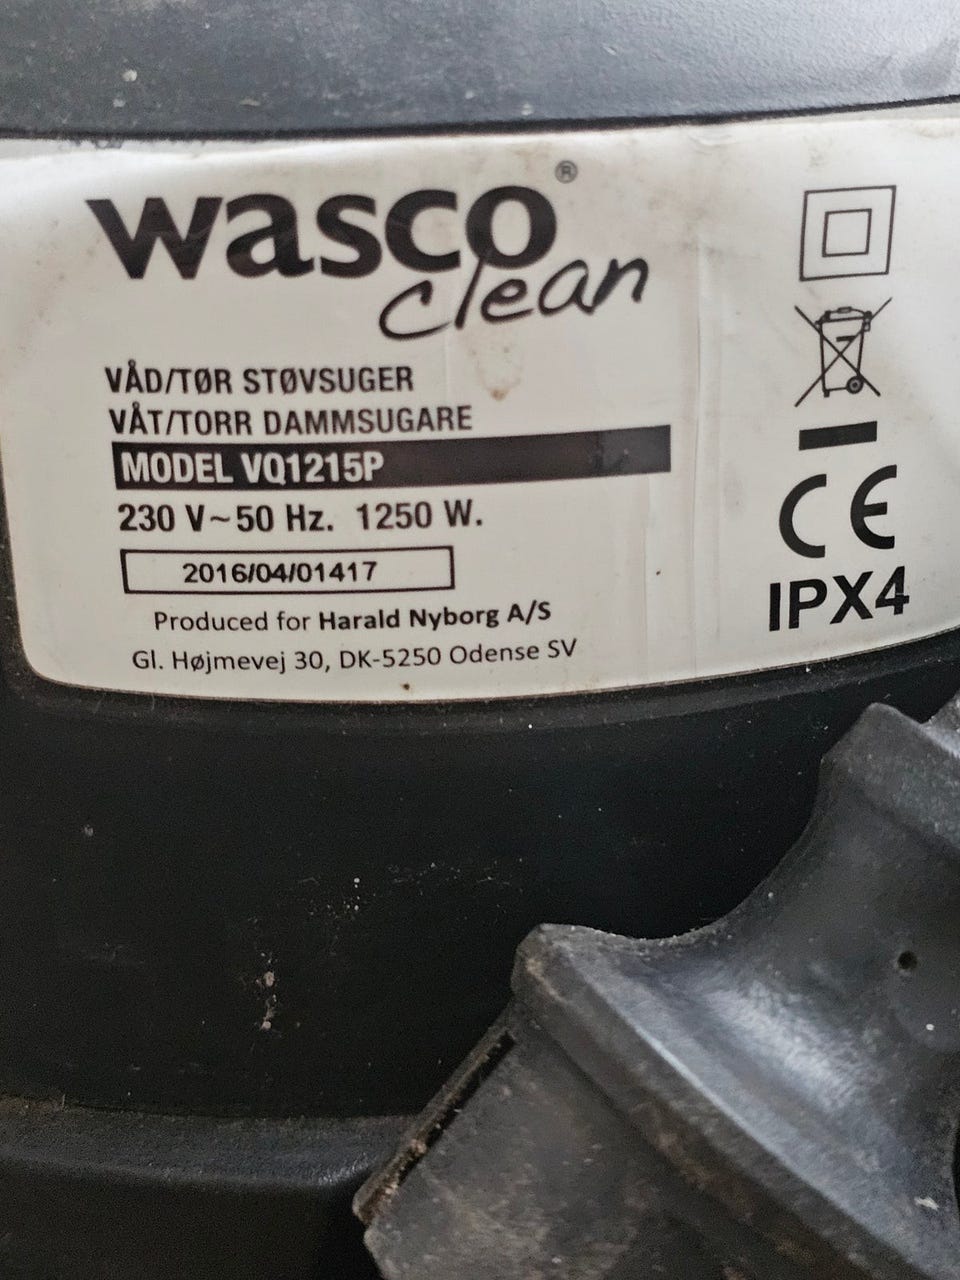 wasco®
clean
VÅD/TØR STØVSUGER
VÅT/TORR DAMMSUGARE
MODEL VQ1215P
230 V~50 Hz. 1250 W.
2016/04/01417
Produced for Harald Nyborg A/S
Gl. Højmevej 30, DK-5250 Odense SV
CE
IPX4